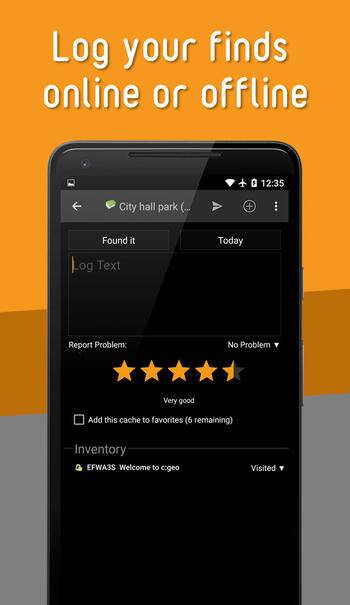 Log your finds
online or offline
12:35
City hall park (...
Found it
Today
Log Text
Report Problem:
No Problem ▼
Very good
Add this cache to favorites (6 remaining)
Inventory
EFWA3S Welcome to c:geo
Visited ▼